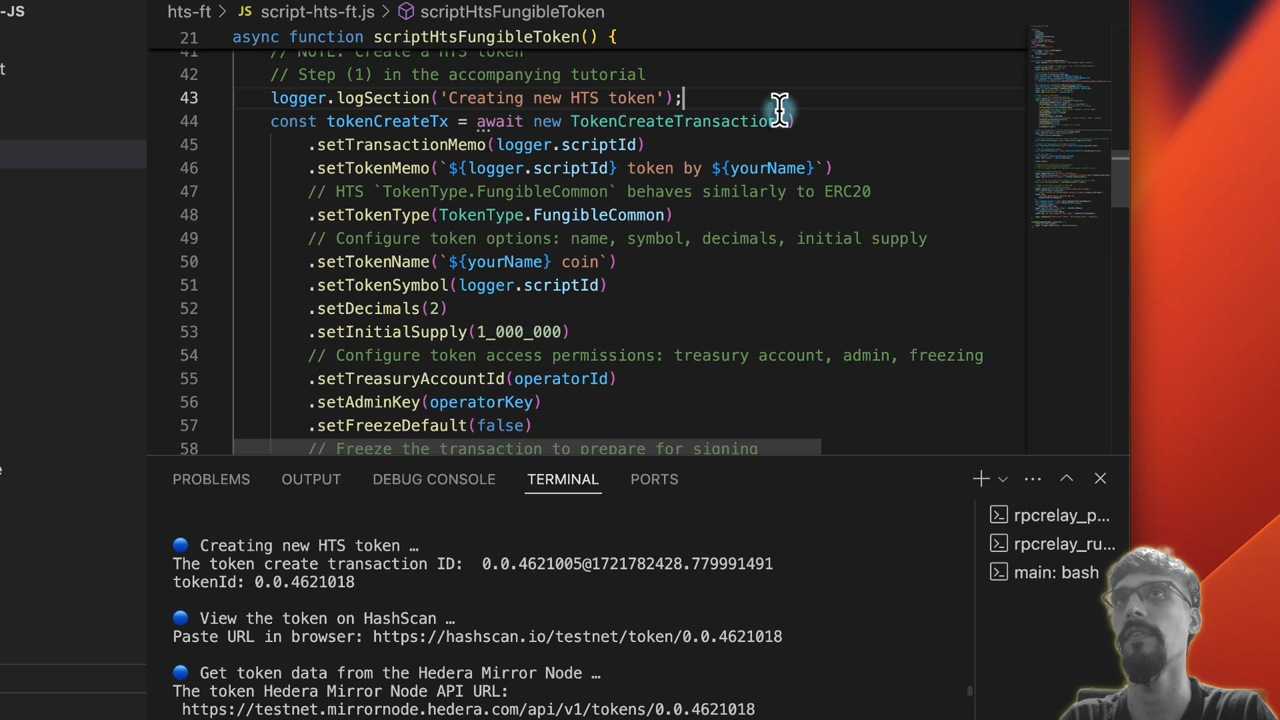 -JS
hts-ft > JS script-hts-ft.js > scriptHtsFungibleToken
21 async function scriptHtsFungibleToken() {
41 // NOTE: Create a HTS token
42 // Step (1) in the accompanying tutorial
43 logger.logSection('Creating new HTS token');
44 const tokenCreateTx = await new TokenCreateTransaction()
45 .setTransactionMemo(logger.scriptId)
46 .setTokenMemo(`${logger.scriptId} token by ${yourName}`)
47 // HTS `TokenType.FungibleCommon` behaves similarly to ERC20
48 .setTokenType(TokenType.FungibleCommon)
49 // Configure token options: name, symbol, decimals, initial supply
50 .setTokenName(`${yourName} coin`)
51 .setTokenSymbol(logger.scriptId)
52 .setDecimals(2)
53 .setInitialSupply(1_000_000)
54 // Configure token access permissions: treasury account, admin, freezing
55 .setTreasuryAccountId(operatorId)
56 .setAdminKey(operatorKey)
57 .setFreezeDefault(false)
58 // Freeze the transaction to prepare for signing
PROBLEMS OUTPUT DEBUG CONSOLE TERMINAL PORTS
Creating new HTS token …
The token create transaction ID: 0.0.4621005@1721782428.779991491
tokenId: 0.0.4621018
View the token on HashScan …
Paste URL in browser: https://hashscan.io/testnet/token/0.0.4621018
Get token data from the Hedera Mirror Node …
The token Hedera Mirror Node API URL:
https://testnet.mirrornode.hedera.com/api/v1/tokens/0.0.4621018
rpcrelay_p...
rpcrelay_ru...
main: bash